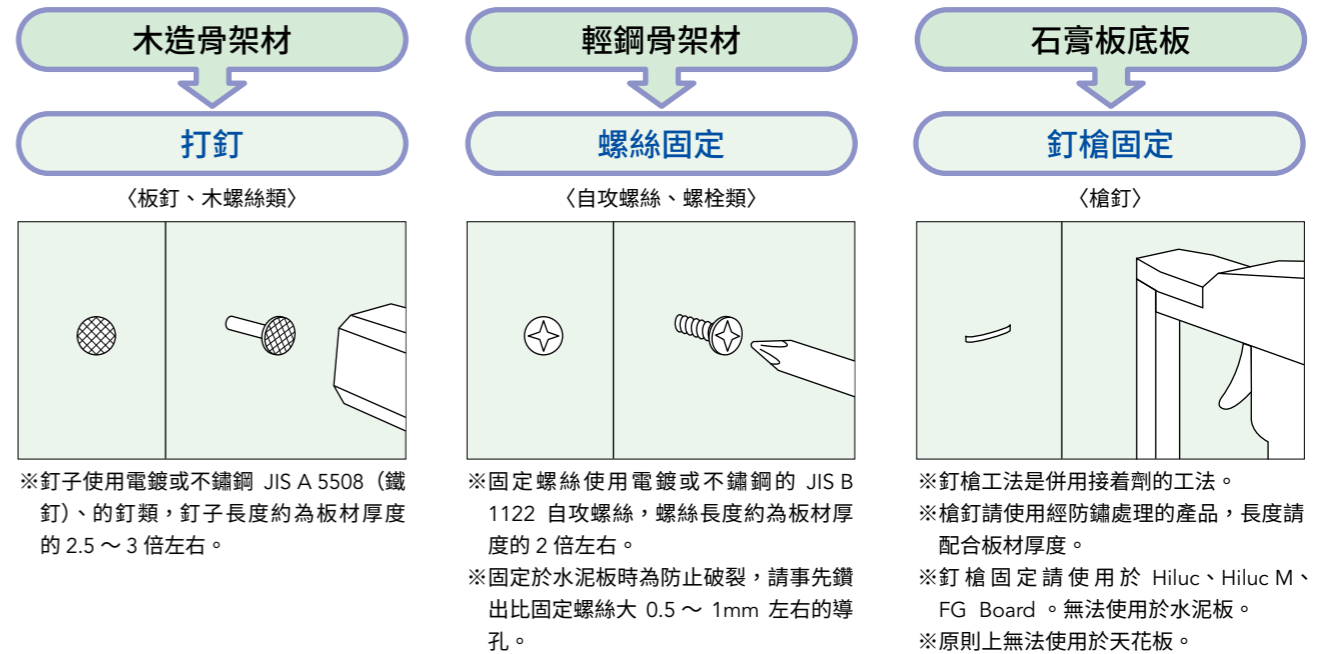 木造骨架材
打釘
〈板釘、木螺絲類〉
※釘子使用電鍍或不鏽鋼 JIS A 5508（鐵
釘）、的釘類，釘子長度約為板材厚度
的 2.5 ～ 3 倍左右。
輕鋼骨架材
螺絲固定
〈自攻螺絲、螺栓類〉
※固定螺絲使用電鍍或不鏽鋼的 JIS B
1122 自攻螺絲，螺絲長度約為板材厚
度的 2 倍左右。
※固定於水泥板時為防止破裂，請事先鑽
出比固定螺絲大 0.5 ～ 1mm 左右的導
孔。
石膏板底板
釘槍固定
〈槍釘〉
※釘槍工法是併用接着劑的工法。
※槍釘請使用經防鏽處理的產品，長度請
配合板材厚度。
※釘槍固定請使用於 Hiluc、Hiluc M、
FG Board 。無法使用於水泥板。
※原則上無法使用於天花板。